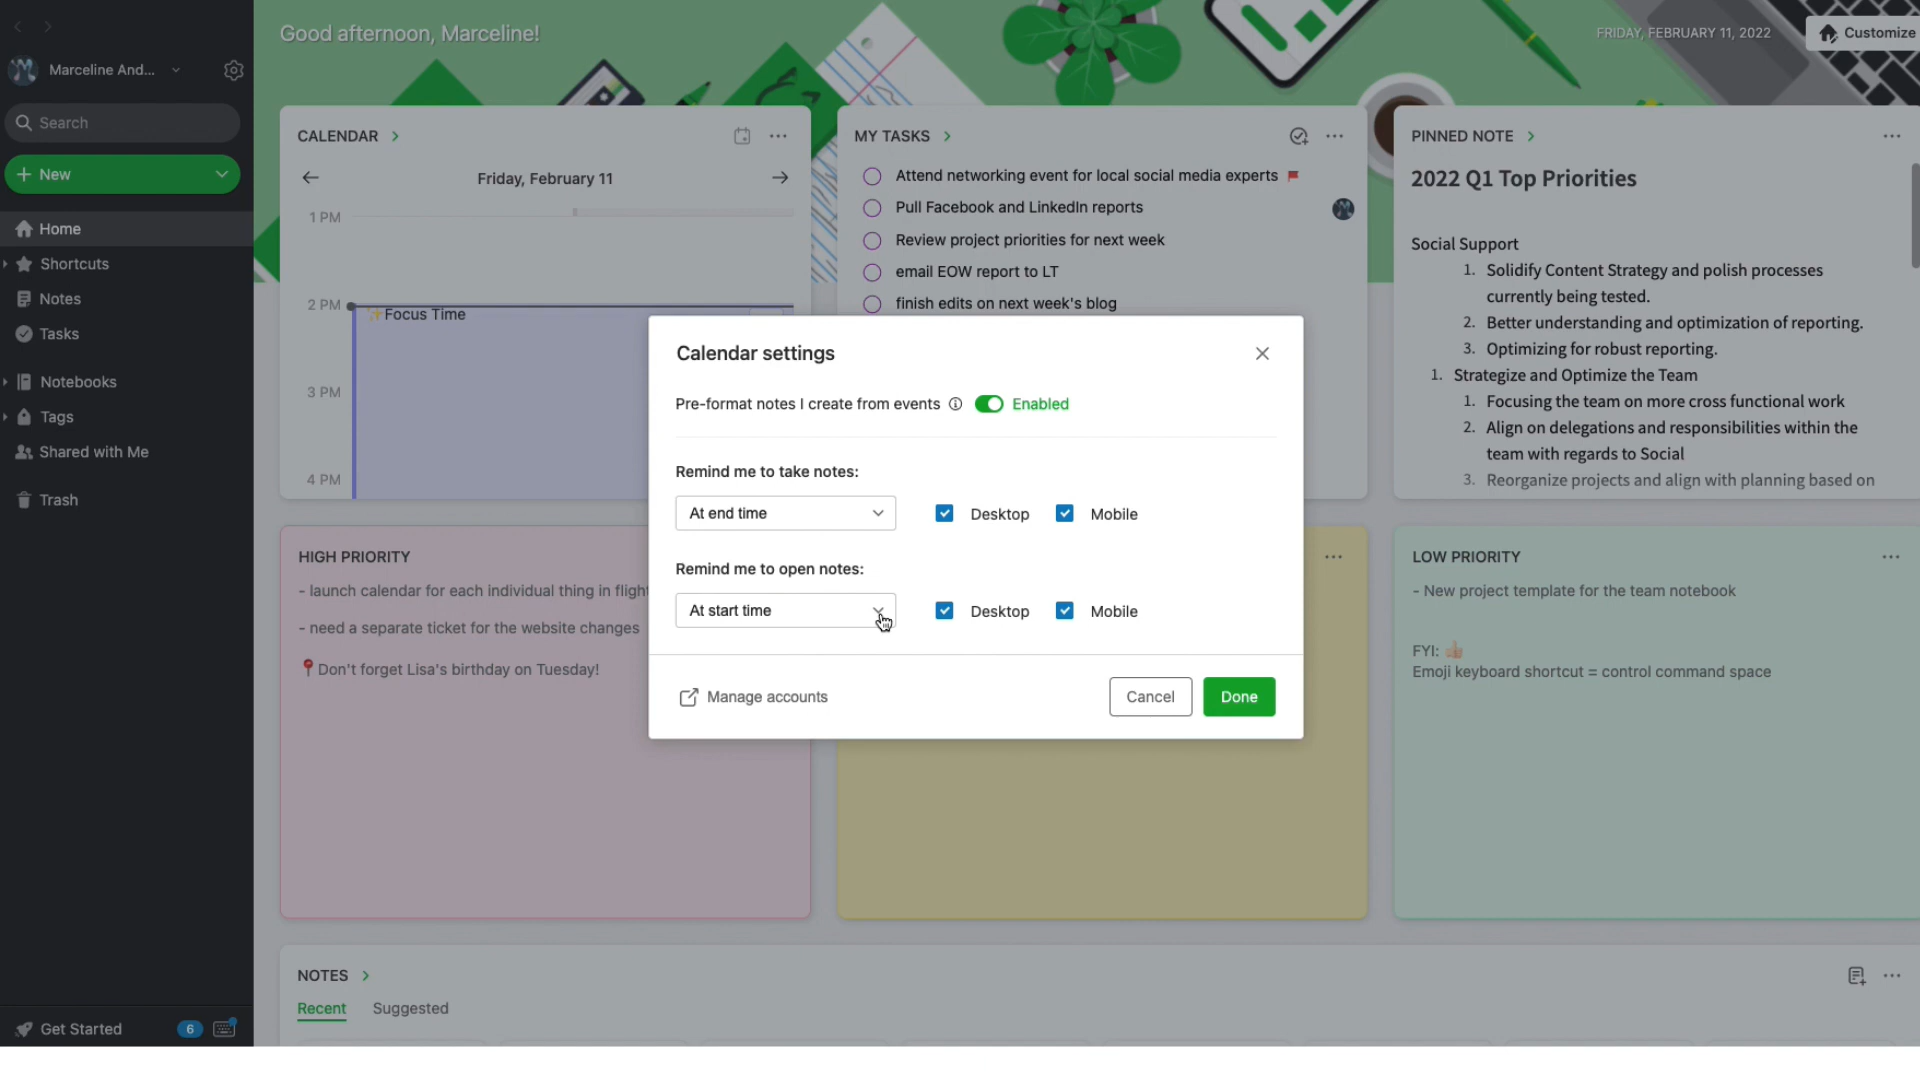 Good afternoon, Marceline!
FRIDAY, FEBRUARY 11, 2022
Customize
Marceline And...
Search
New
Home
Shortcuts
Notes
Tasks
Notebooks
Tags
Shared with Me
Trash
Get Started
6
CALENDAR
Friday, February 11
1 PM
2 PM
✨Focus Time
3 PM
4 PM
MY TASKS
Attend networking event for local social media experts
Pull Facebook and LinkedIn reports
Review project priorities for next week
email EOW report to LT
finish edits on next week's blog
PINNED NOTE
2022 Q1 Top Priorities
Social Support
1. Solidify Content Strategy and polish processes
currently being tested.
2. Better understanding and optimization of reporting.
3. Optimizing for robust reporting.
1. Strategize and Optimize the Team
1. Focusing the team on more cross functional work
2. Align on delegations and responsibilities within the
team with regards to Social
3. Reorganize projects and align with planning based on
Calendar settings
Pre-format notes I create from events
Enabled
Remind me to take notes:
At end time
Desktop
Mobile
Remind me to open notes:
At start time
Desktop
Mobile
Manage accounts
Cancel
Done
HIGH PRIORITY
- launch calendar for each individual thing in flight
- need a separate ticket for the website changes
📍Don't forget Lisa's birthday on Tuesday!
LOW PRIORITY
- New project template for the team notebook
FYI: 👍🏻
Emoji keyboard shortcut = control command space
NOTES
Recent
Suggested